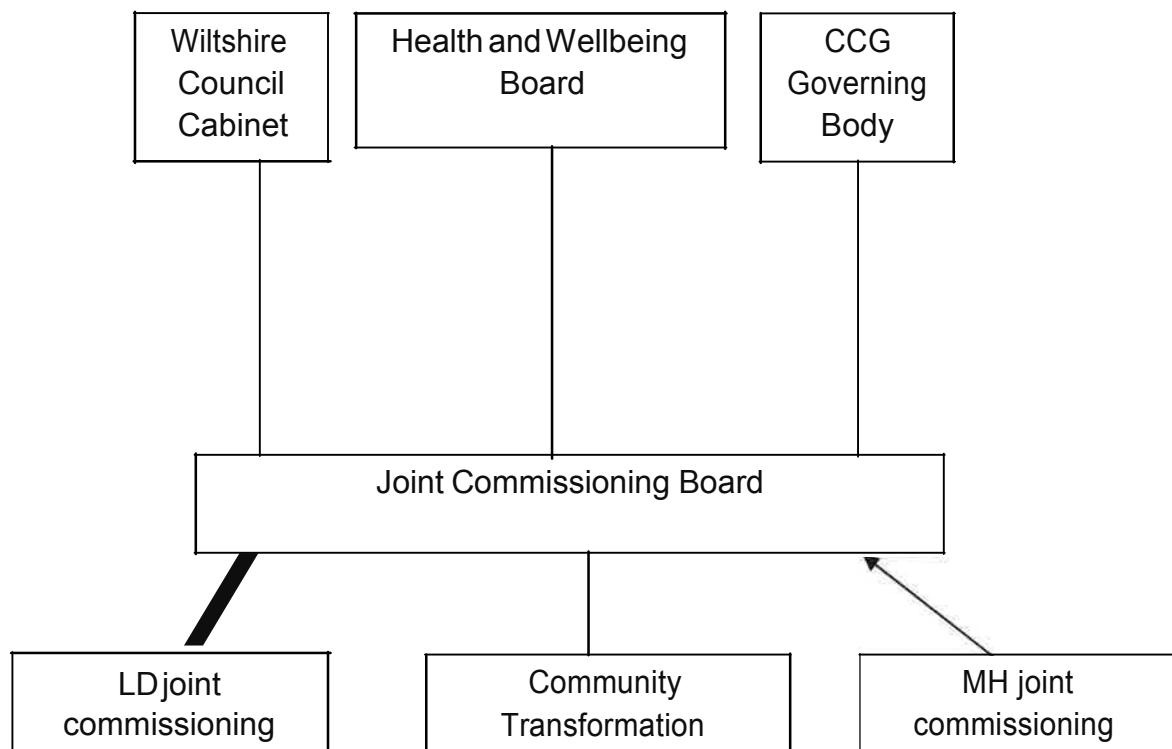 Wiltshire
Council
Cabinet
Health and Wellbeing
Board
CCG
Governing
Body
Joint Commissioning Board
LD joint
commissioning
Community
Transformation
MH joint
commissioning